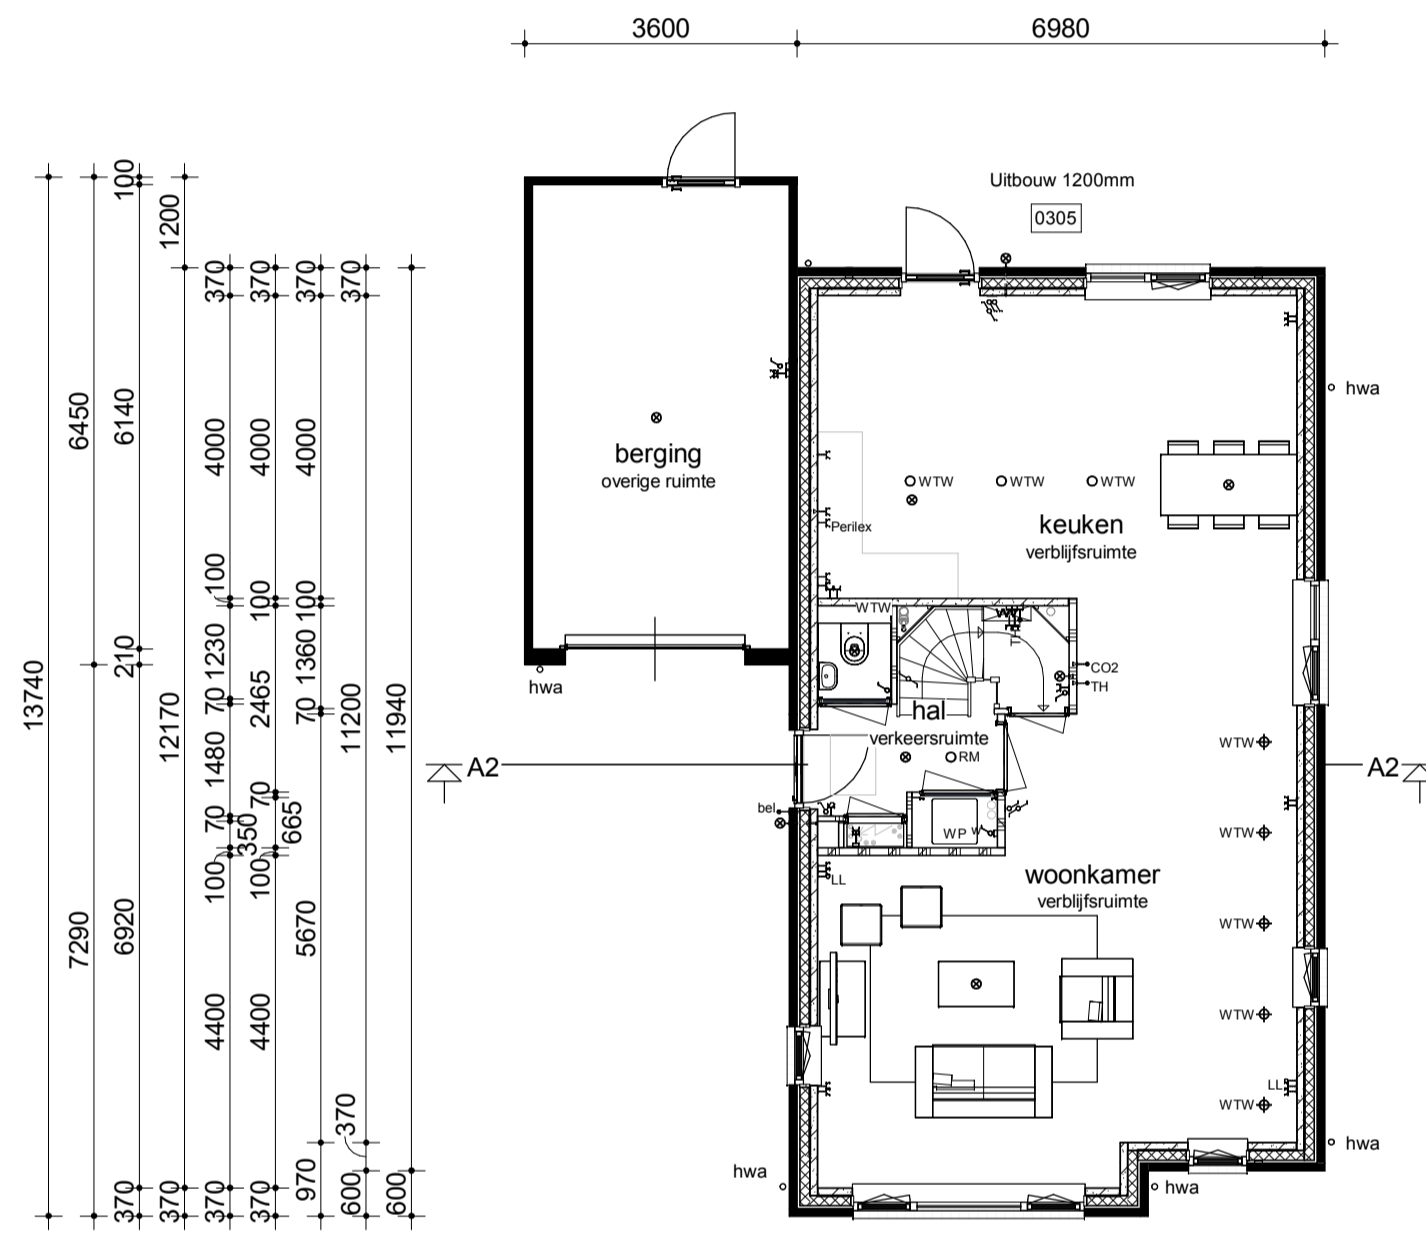 3600
6980
Uitbouw 1200mm
0305
100
1200
370
370
370
370
6450
6140
4000
4000
4000
hwa
berging
overige ruimte
WTW
WTW
WTW
Perilex
keuken
verblijfsruimte
100
100
100
1230
1360
210
WTW
13740
12170
70
2465
70
11200
11940
hwa
TH
CO2
TH
hal
verkeersruimte
RM
1480
A2
A2
WTW
70
70
350
665
bel
WP
W
WTW
100
100
LL
woonkamer
verblijfsruimte
7290
6920
5670
WTW
4400
4400
WTW
LL
WTW
370
hwa
970
600
600
hwa
hwa
370
370
370
370